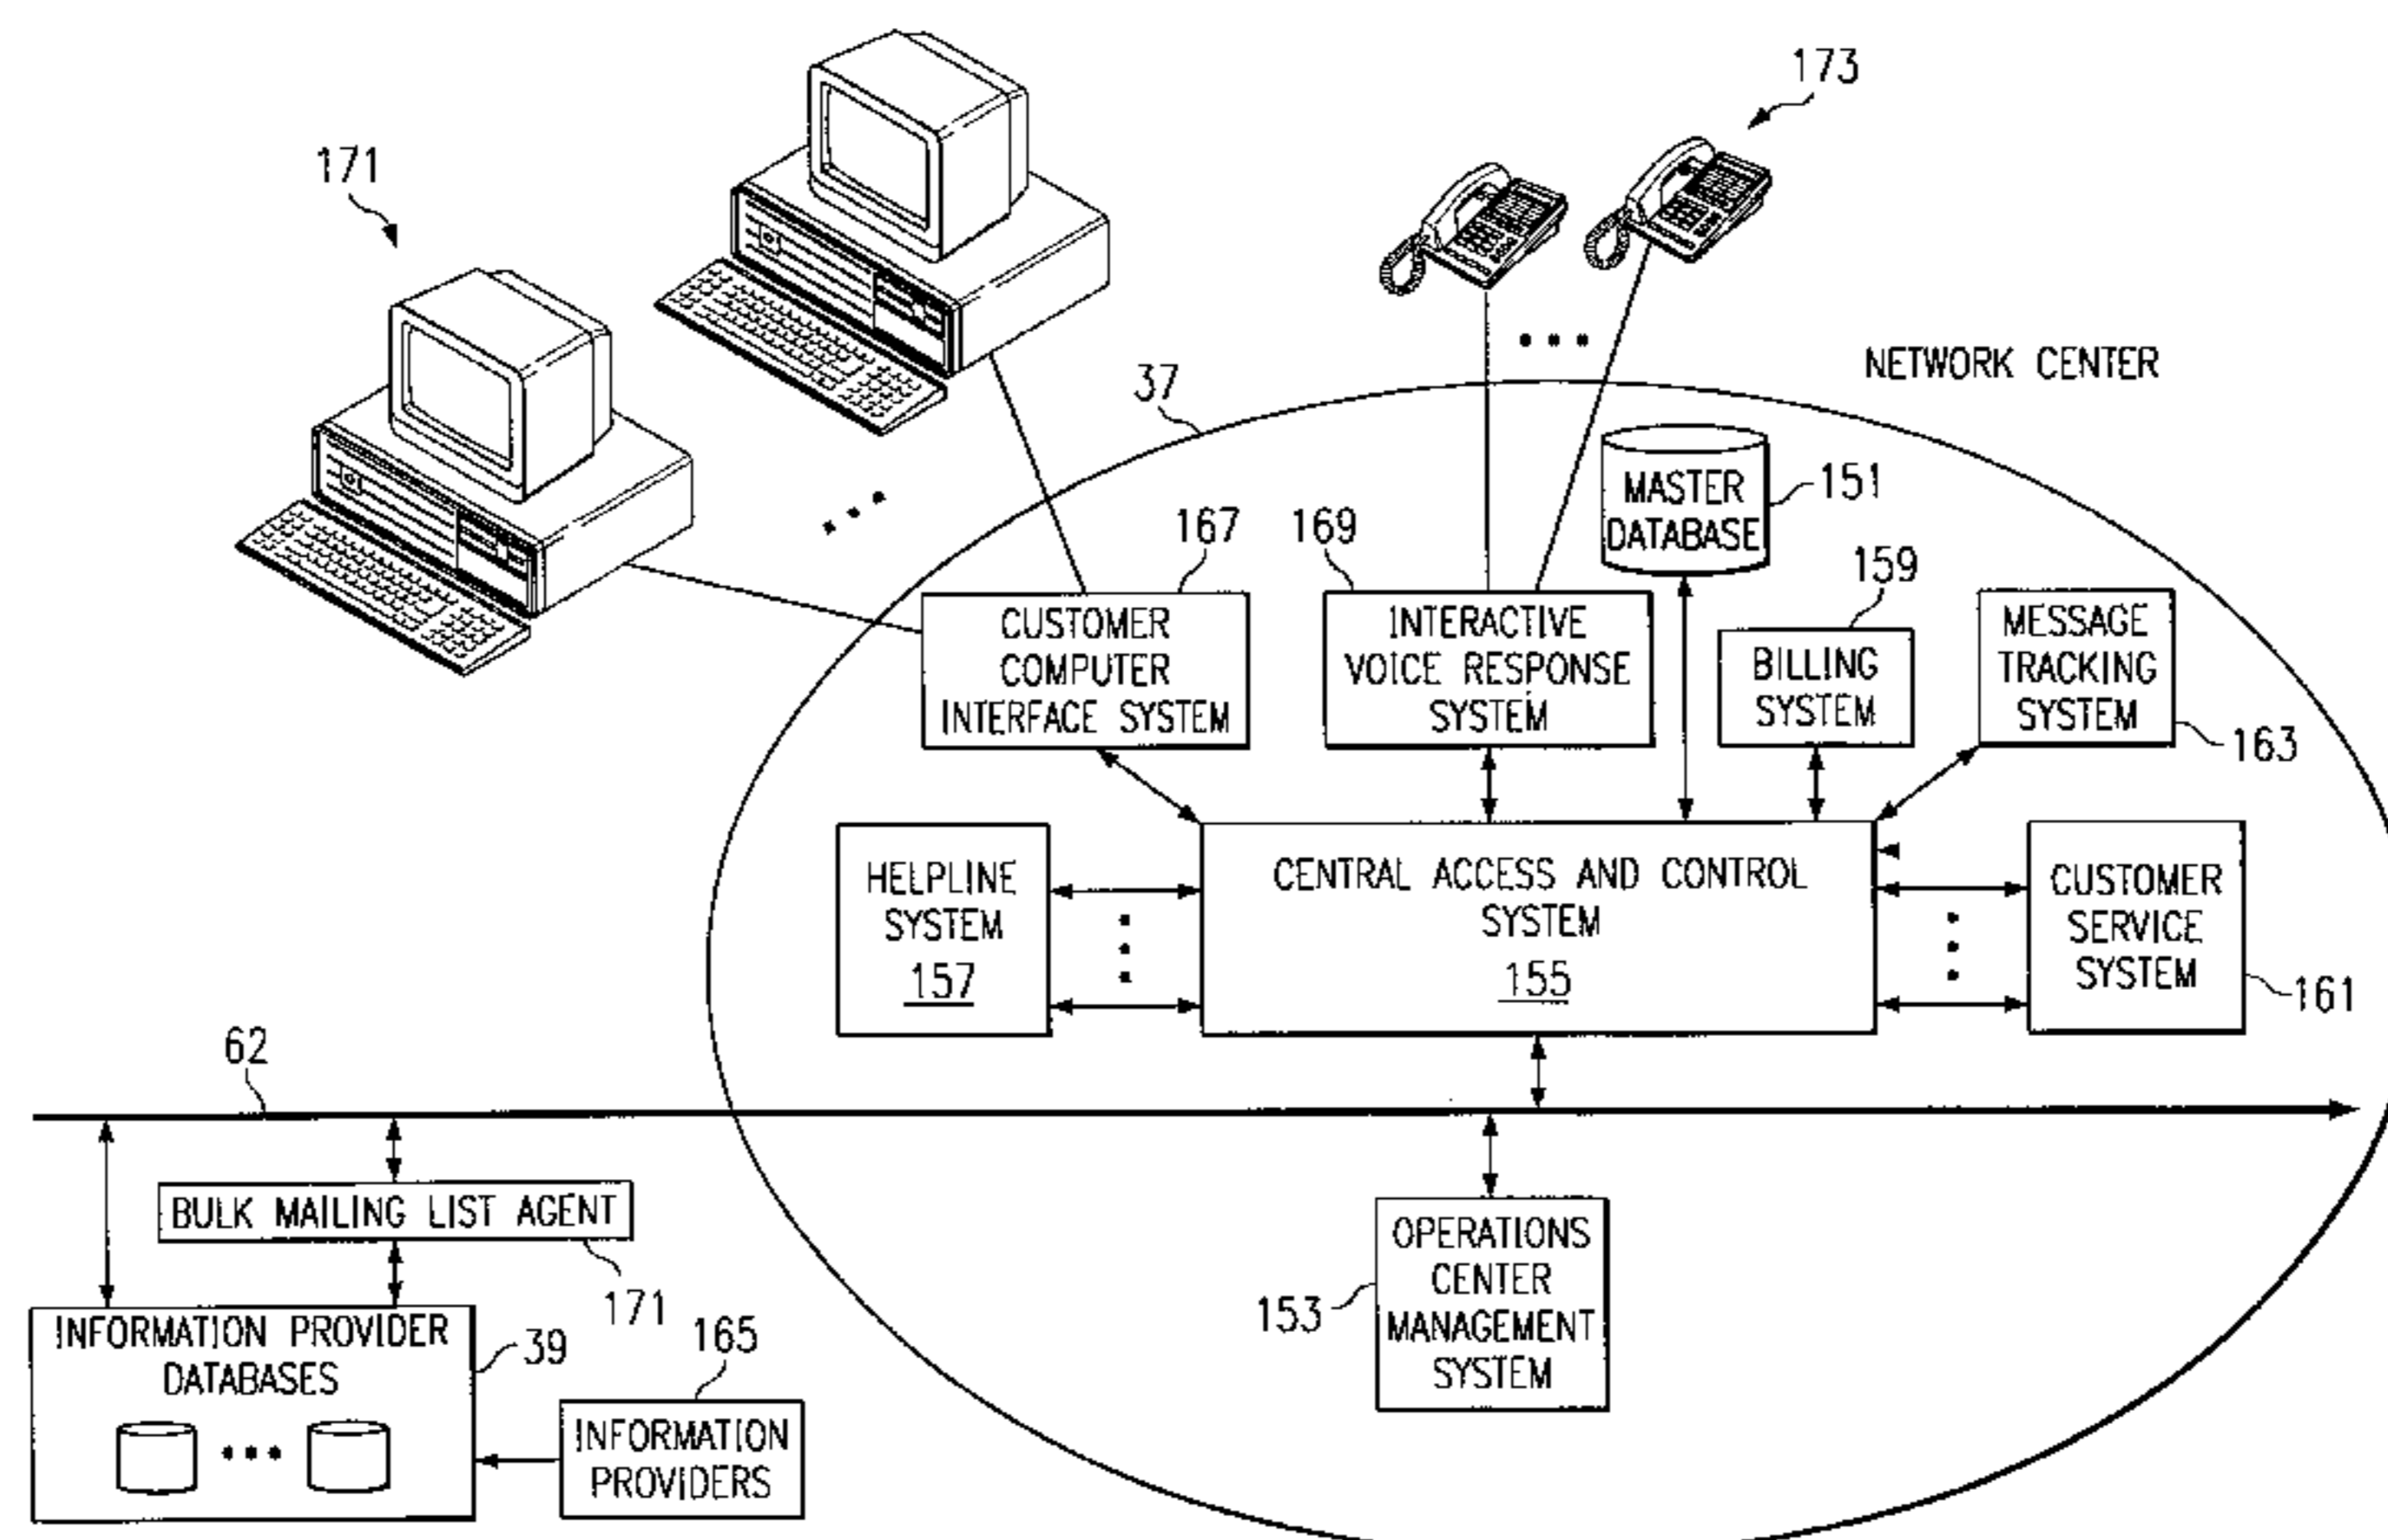 173
171
NETWORK CENTER
37
MASTER
DATABASE
151
167
169
159
CUSTOMER
COMPUTER
INTERFACE SYSTEM
INTERACTIVE
VOICE RESPONSE
SYSTEM
BILLING
SYSTEM
MESSAGE
TRACKING
SYSTEM
163
HELPLINE
SYSTEM
157
CENTRAL ACCESS AND CONTROL
SYSTEM
155
CUSTOMER
SERVICE
SYSTEM
161
62
BULK MAILING LIST AGENT
171
INFORMATION PROVIDER
DATABASES
39
165
INFORMATION
PROVIDERS
OPERATIONS
CENTER
MANAGEMENT
SYSTEM
153